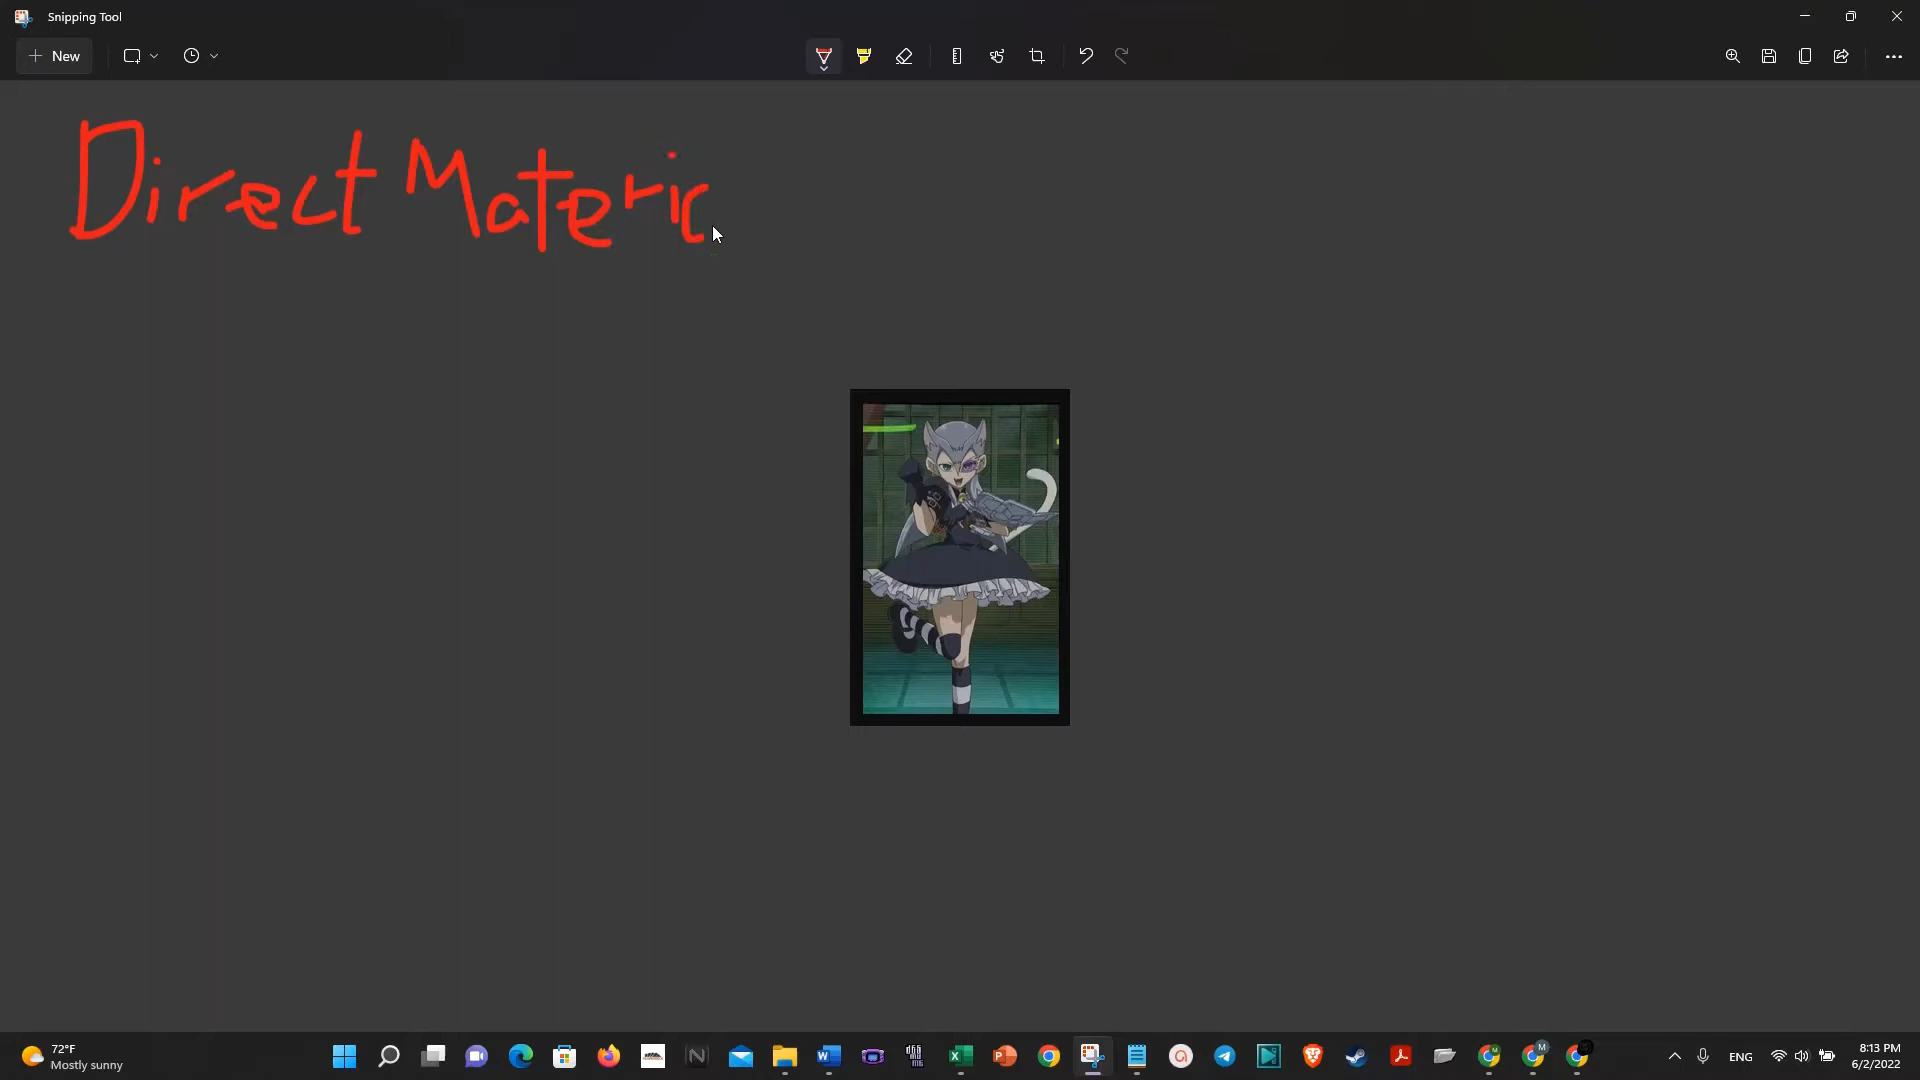 Snipping Tool
New
Direct Materic
72°F
Mostly sunny
ENG
8:13 PM
6/2/2022